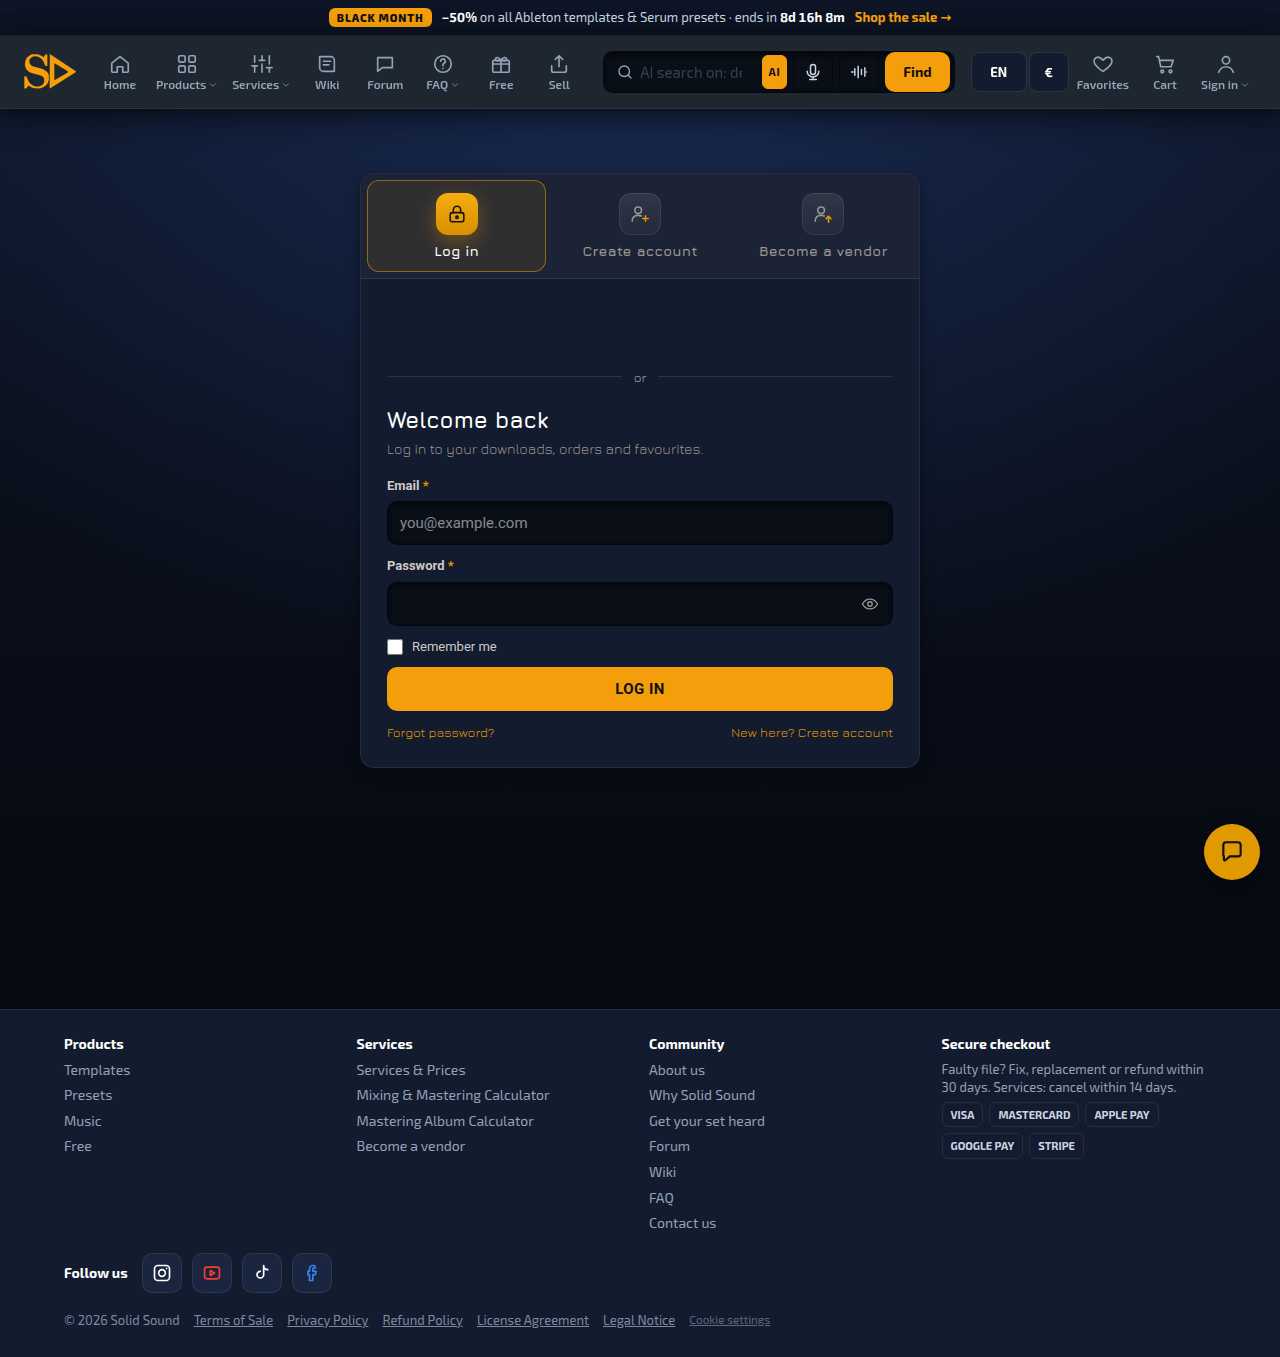 BLACK MONTH −50% on all Ableton templates & Serum presets · ends in 8d 16h 8m Shop the sale →
Home Products Services Wiki Forum FAQ Free Sell AI search on: dr AI Find EN € Favorites Cart Sign in
Log in Create account Become a vendor
or
Welcome back
Log in to your downloads, orders and favourites.
Email *
you@example.com
Password *
Remember me
LOG IN
Forgot password? New here? Create account
Products Services Community Secure checkout
Templates Services & Prices About us Faulty file? Fix, replacement or refund within
Presets Mixing & Mastering Calculator Why Solid Sound 30 days. Services: cancel within 14 days.
Music Mastering Album Calculator Get your set heard VISA MASTERCARD APPLE PAY
Free Become a vendor Forum GOOGLE PAY STRIPE
Wiki
FAQ
Contact us
Follow us
© 2026 Solid Sound Terms of Sale Privacy Policy Refund Policy License Agreement Legal Notice Cookie settings